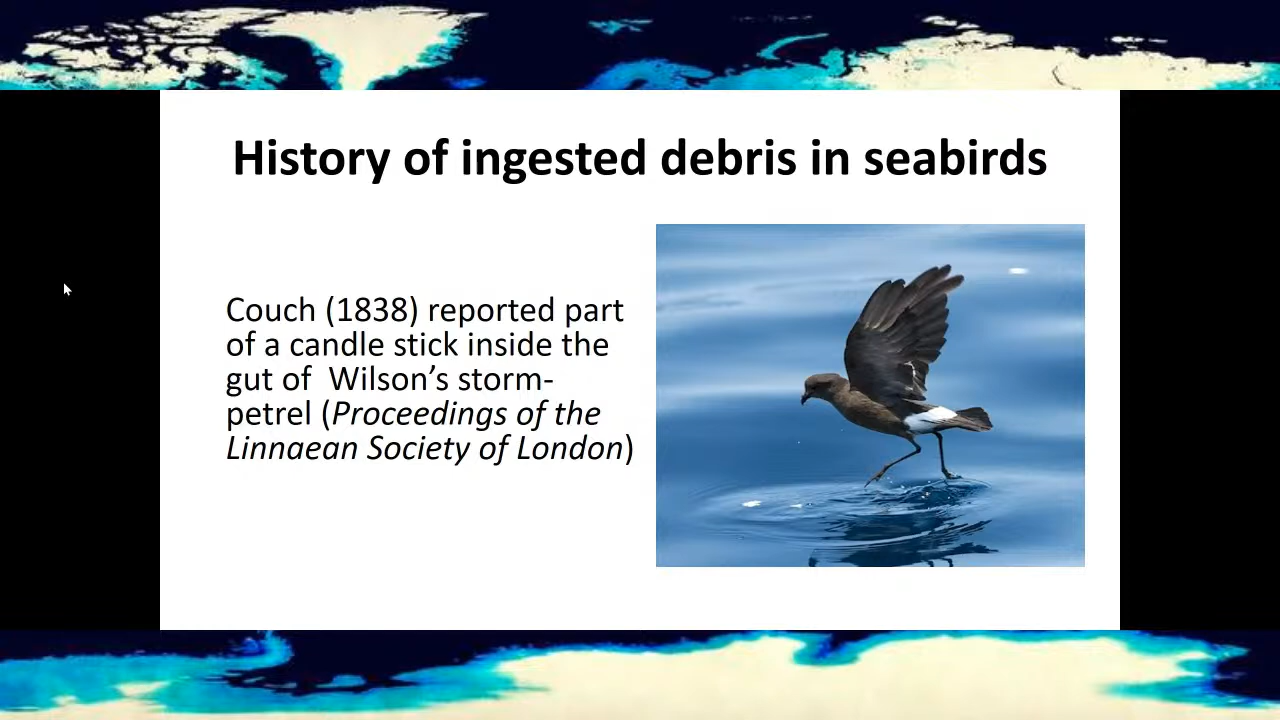 History of ingested debris in seabirds
Couch (1838) reported part
of a candle stick inside the
gut of  Wilson’s storm-
petrel (Proceedings of the
Linnaean Society of London)